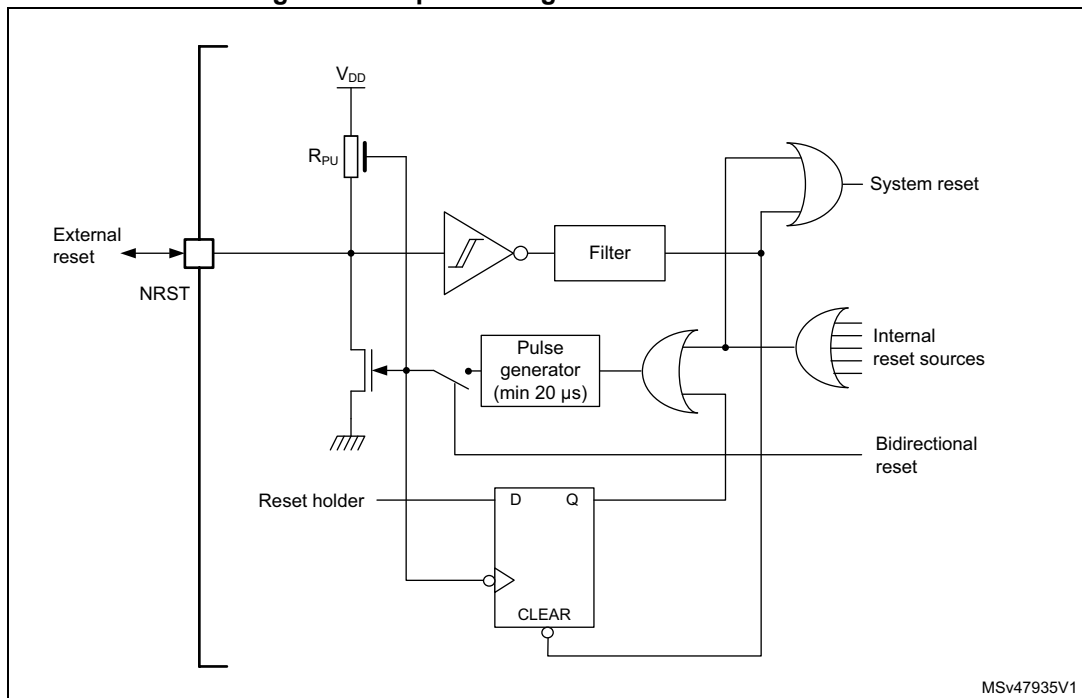 V_DD
R_PU
External
reset
NRST
Filter
System reset
Pulse
generator
(min 20 µs)
Internal
reset sources
Bidirectional
reset
Reset holder
D
Q
CLEAR
MSv47935V1